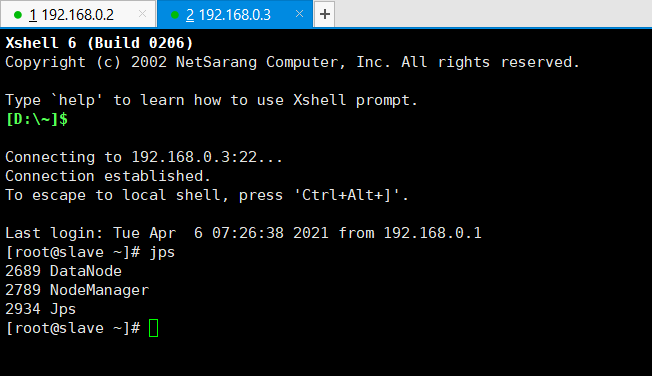 1 192.168.0.2 ×
2 192.168.0.3 ×
+
Xshell 6 (Build 0206)
Copyright (c) 2002 NetSarang Computer, Inc. All rights reserved.
Type `help' to learn how to use Xshell prompt.
[D:\~]$
Connecting to 192.168.0.3:22...
Connection established.
To escape to local shell, press 'Ctrl+Alt+]'.
Last login: Tue Apr  6 07:26:38 2021 from 192.168.0.1
[root@slave ~]# jps
2689 DataNode
2789 NodeManager
2934 Jps
[root@slave ~]#